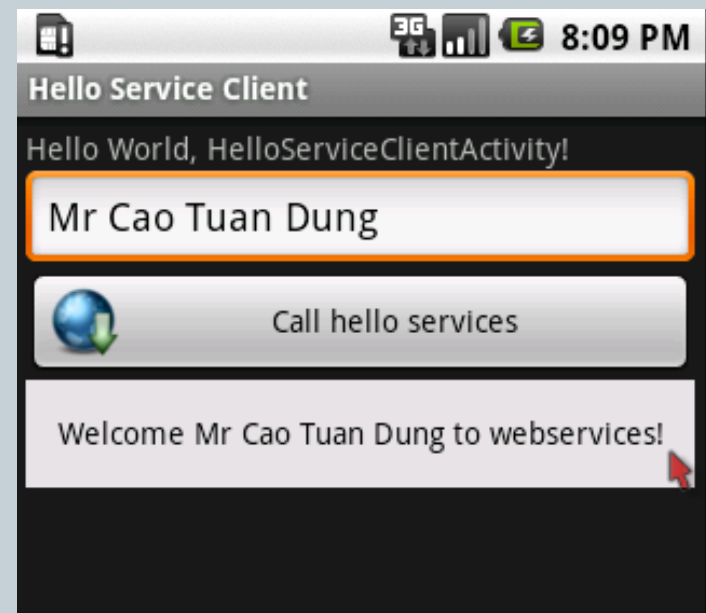 3G 8:09 PM
Hello Service Client
Hello World, HelloServiceClientActivity!
Mr Cao Tuan Dung
Call hello services
Welcome Mr Cao Tuan Dung to webservices!